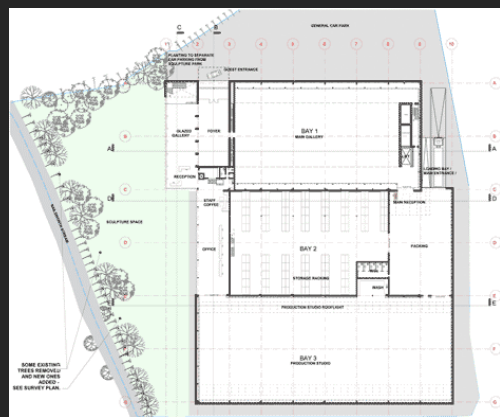 GENERAL CAR PARK
C
B
PLANTING TO SEPARATE
CAR PARKING FROM
SCULPTURE PARK
GUEST ENTRANCE
10
GLAZED
GALLERY
FOYER
BAY 1
MAIN GALLERY
A
A
LOADING BAY
MAIN ENTRANCE
RECEPTION
STAFF
COFFEE
MAIN RECEPTION
D
D
SCULPTURE SPACE
OFFICE
BAY 2
PACKING
STORAGE RACKING
WASH
E
PRODUCTION STUDIO ROOFLIGHT
BAY 3
PRODUCTION STUDIO
SOME EXISTING
TREES REMOVED
AND NEW ONES
ADDED -
SEE SURVEY PLAN